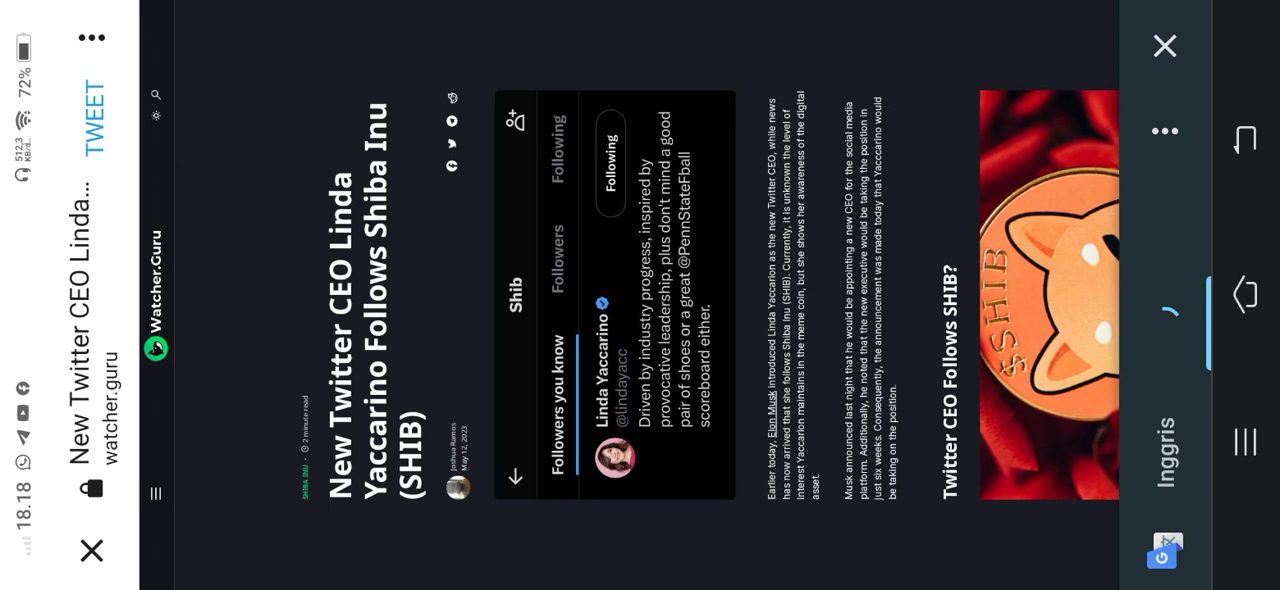 18.18
512,3
KB/d..
72%
New Twitter CEO Linda...
watcher.guru
TWEET
Watcher.Guru
SHIBA INU · 2 minute read
New Twitter CEO Linda
Yaccarino Follows Shiba Inu
(SHIB)
Joshua Ramos
May 12, 2023
Shib
Followers you know
Followers
Following
Linda Yaccarino
@lindayacc
Following
Driven by industry progress, inspired by
provocative leadership, plus don't mind a good
pair of shoes or a great @PennStateFball
scoreboard either.
Earlier today, Elon Musk introduced Linda Yaccarion as the new Twitter CEO, while news
has now arrived that she follows Shiba Inu (SHIB). Currently, it is unknown the level of
interest Yaccarion maintains in the meme coin, but she shows her awareness of the digital
asset.
Musk announced last night that he would be appointing a new CEO for the social media
platform. Additionally, he noted that the new executive would be taking the position in
just six weeks. Consequently, the announcement was made today that Yacccarino would
be taking on the position.
Twitter CEO Follows SHIB?
$SHIB
G
Inggris